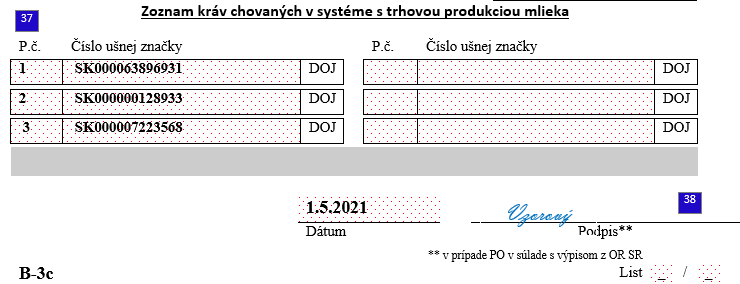 Zoznam kráv chovaných v systéme s trhovou produkciou mlieka
37
P.č. Číslo ušnej značky P.č. Číslo ušnej značky
1 SK000063896931 DOJ DOJ
2 SK000000128933 DOJ DOJ
3 SK000007223568 DOJ DOJ
38
1.5.2021 Vzorový
Dátum Podpis**
** v prípade PO v súlade s výpisom z OR SR
B-3c List _ / _